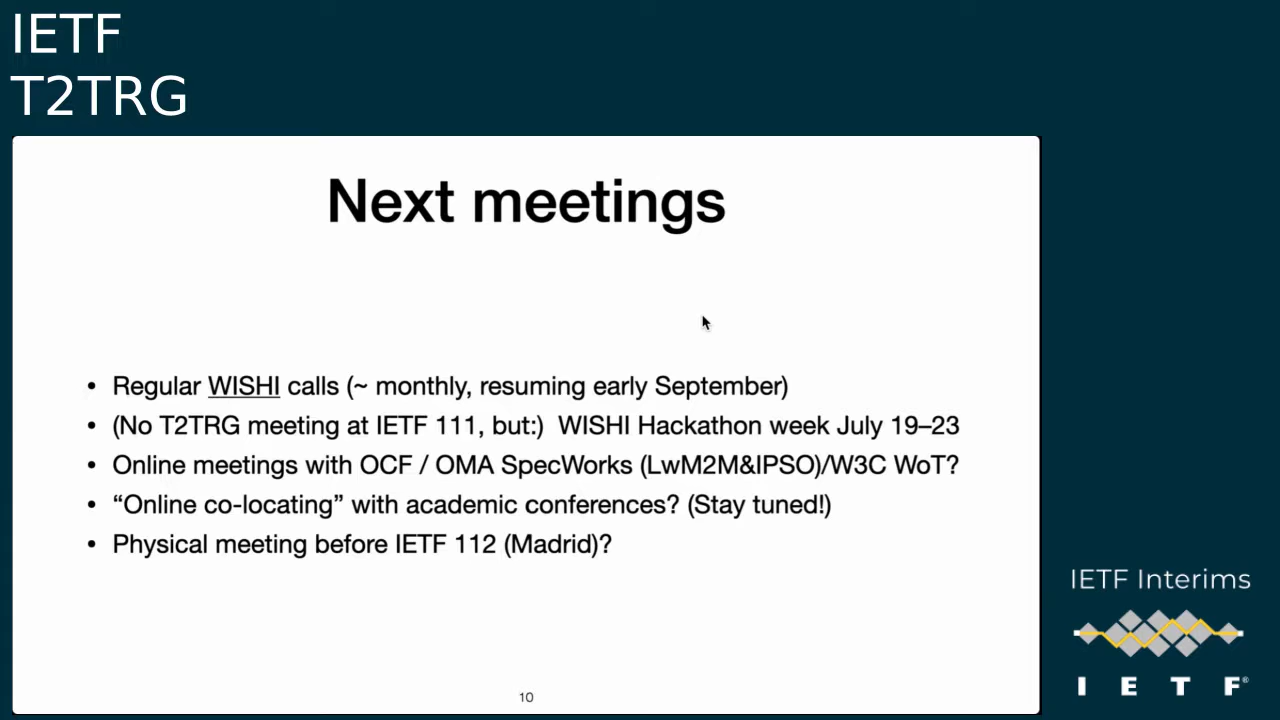 IETF
T2TRG
Next meetings
• Regular WISHI calls (~ monthly, resuming early September)
• (No T2TRG meeting at IETF 111, but:)  WISHI Hackathon week July 19–23
• Online meetings with OCF / OMA SpecWorks (LwM2M&IPSO)/W3C WoT?
• “Online co-locating” with academic conferences? (Stay tuned!)
• Physical meeting before IETF 112 (Madrid)?
10
IETF Interims
I E T F®